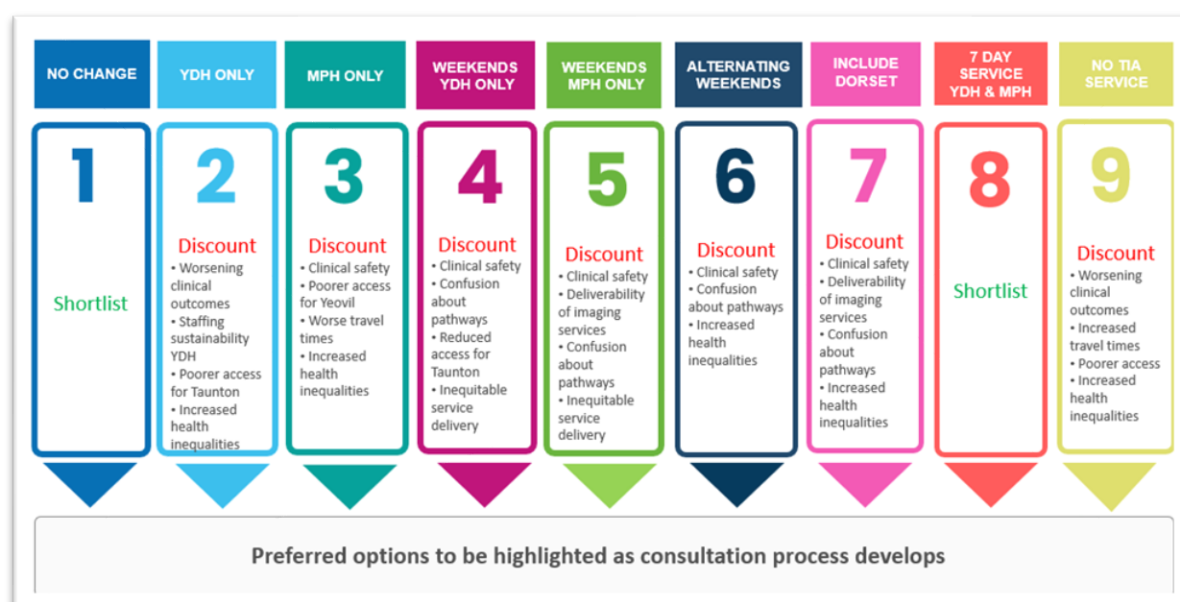 NO CHANGE
YDH ONLY
MPH ONLY
WEEKENDS
YDH ONLY
WEEKENDS
MPH ONLY
ALTERNATING
WEEKENDS
INCLUDE
DORSET
7 DAY
SERVICE
YDH & MPH
NO TIA
SERVICE
1
Shortlist
2
Discount
• Worsening
clinical
outcomes
• Staffing
sustainability
YDH
• Poorer access
for Taunton
• Increased
health
inequalities
3
Discount
• Clinical safety
• Poorer access
for Yeovil
• Worse travel
times
• Increased
health
inequalities
4
Discount
• Clinical safety
• Confusion
about
pathways
• Reduced
access for
Taunton
• Inequitable
service
delivery
5
Discount
• Clinical safety
• Deliverability
of imaging
services
• Confusion
about
pathways
• Inequitable
service
delivery
6
Discount
• Clinical safety
• Confusion
about pathways
• Increased
health
inequalities
7
Discount
• Clinical safety
• Deliverability
of imaging
services
• Confusion
about
pathways
• Increased
health
inequalities
8
Shortlist
9
Discount
• Worsening
clinical
outcomes
• Increased
travel times
• Poorer access
• Increased
health
inequalities
Preferred options to be highlighted as consultation process develops